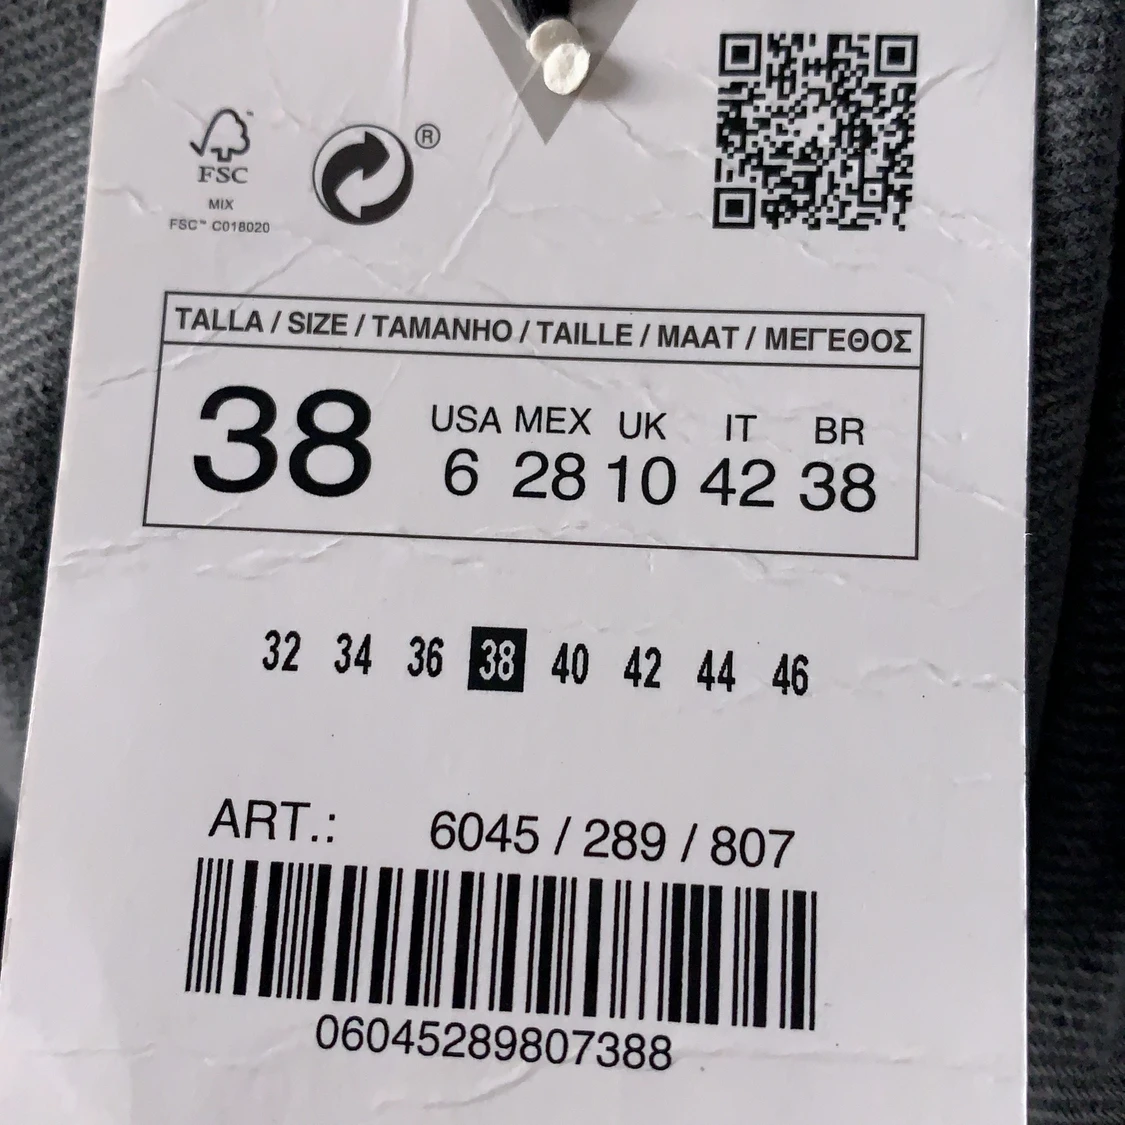 ®
FSC
MIX
FSC™ C018020
TALLA / SIZE / TAMANHO / TAILLE / MAAT / ΜΕΓΕΘΟΣ
38 USA MEX UK IT BR
6 28 10 42 38
32 34 36 38 40 42 44 46
ART.: 6045 / 289 / 807
06045289807388